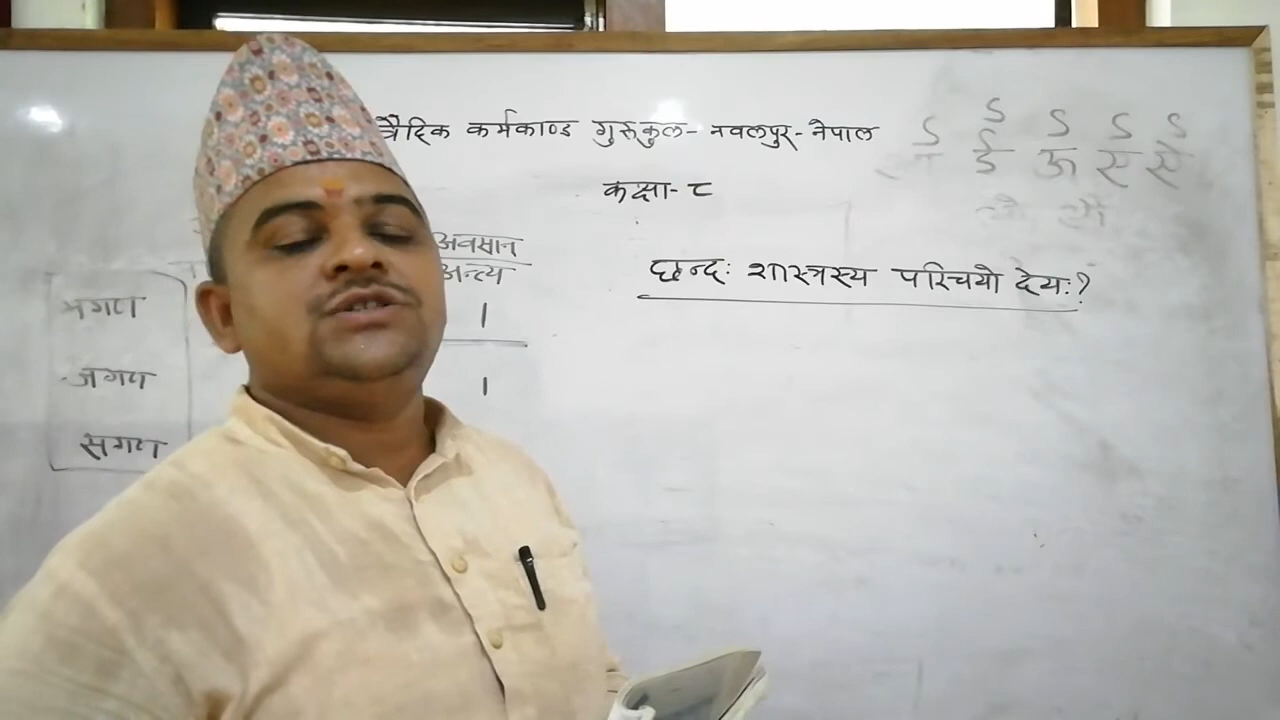 वैदिक कर्मकाण्ड गुरुकुल- नवलपुर- नेपाल
कक्षा- ८
छन्दः शास्त्रस्य परिचयो देयः?
अवसान
अन्त्य
भगण
।
जगण
।
सगण
ऽ ऽ ऽ ऽ ऽ
ई ऊ